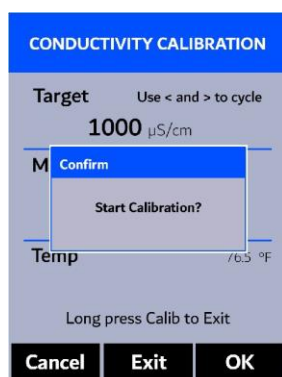 CONDUCTIVITY CALIBRATION
Target Use < and > to cycle
1000 µS/cm
M
Confirm
Start Calibration?
Temp 76.5 °F
Long press Calib to Exit
Cancel Exit OK